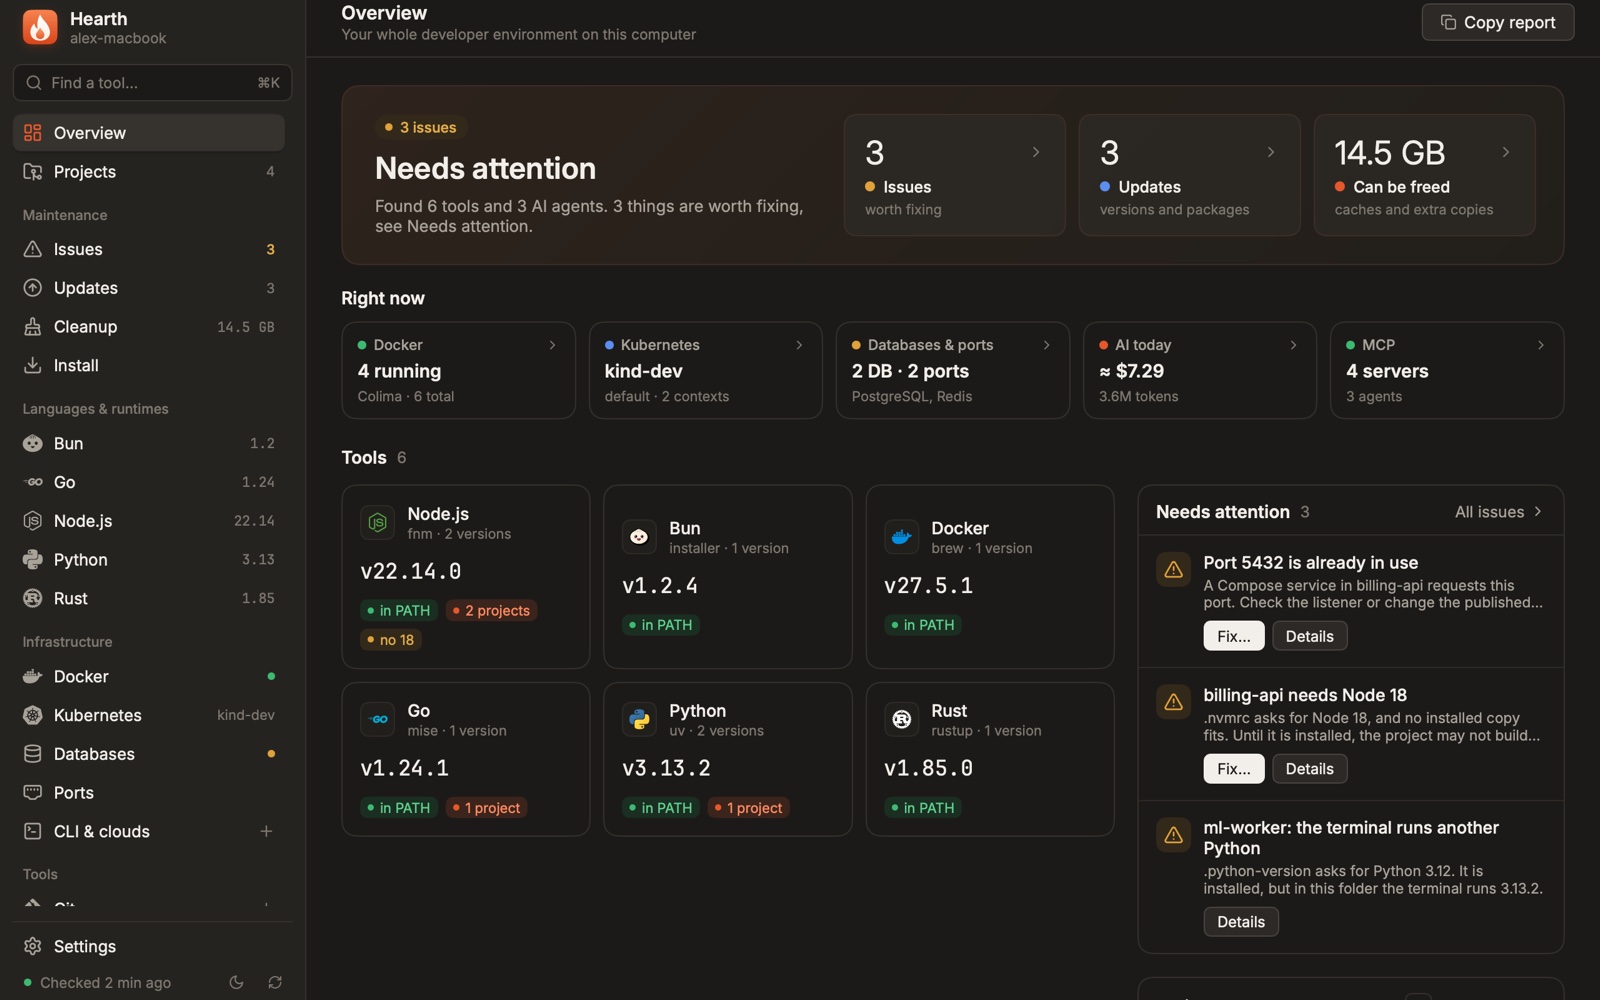 Hearth
alex-macbook
Find a tool... ⌘K
Overview
Projects 4
Maintenance
Issues 3
Updates 3
Cleanup 14.5 GB
Install
Languages & runtimes
Bun 1.2
Go 1.24
Node.js 22.14
Python 3.13
Rust 1.85
Infrastructure
Docker
Kubernetes kind-dev
Databases
Ports
CLI & clouds +
Tools
Settings
Checked 2 min ago
Overview
Your whole developer environment on this computer
Copy report
3 issues
Needs attention
Found 6 tools and 3 AI agents. 3 things are worth fixing,
see Needs attention.
3
Issues
worth fixing
3
Updates
versions and packages
14.5 GB
Can be freed
caches and extra copies
Right now
Docker
4 running
Colima · 6 total
Kubernetes
kind-dev
default · 2 contexts
Databases & ports
2 DB · 2 ports
PostgreSQL, Redis
AI today
≈ $7.29
3.6M tokens
MCP
4 servers
3 agents
Tools 6
Node.js
fnm · 2 versions
v22.14.0
in PATH
2 projects
no 18
Bun
installer · 1 version
v1.2.4
in PATH
Docker
brew · 1 version
v27.5.1
in PATH
Go
mise · 1 version
v1.24.1
in PATH
1 project
Python
uv · 2 versions
v3.13.2
in PATH
1 project
Rust
rustup · 1 version
v1.85.0
in PATH
Needs attention 3
All issues
Port 5432 is already in use
A Compose service in billing-api requests this
port. Check the listener or change the published...
Fix...
Details
billing-api needs Node 18
.nvmrc asks for Node 18, and no installed copy
fits. Until it is installed, the project may not build...
Fix...
Details
ml-worker: the terminal runs another
Python
.python-version asks for Python 3.12. It is
installed, but in this folder the terminal runs 3.13.2.
Details